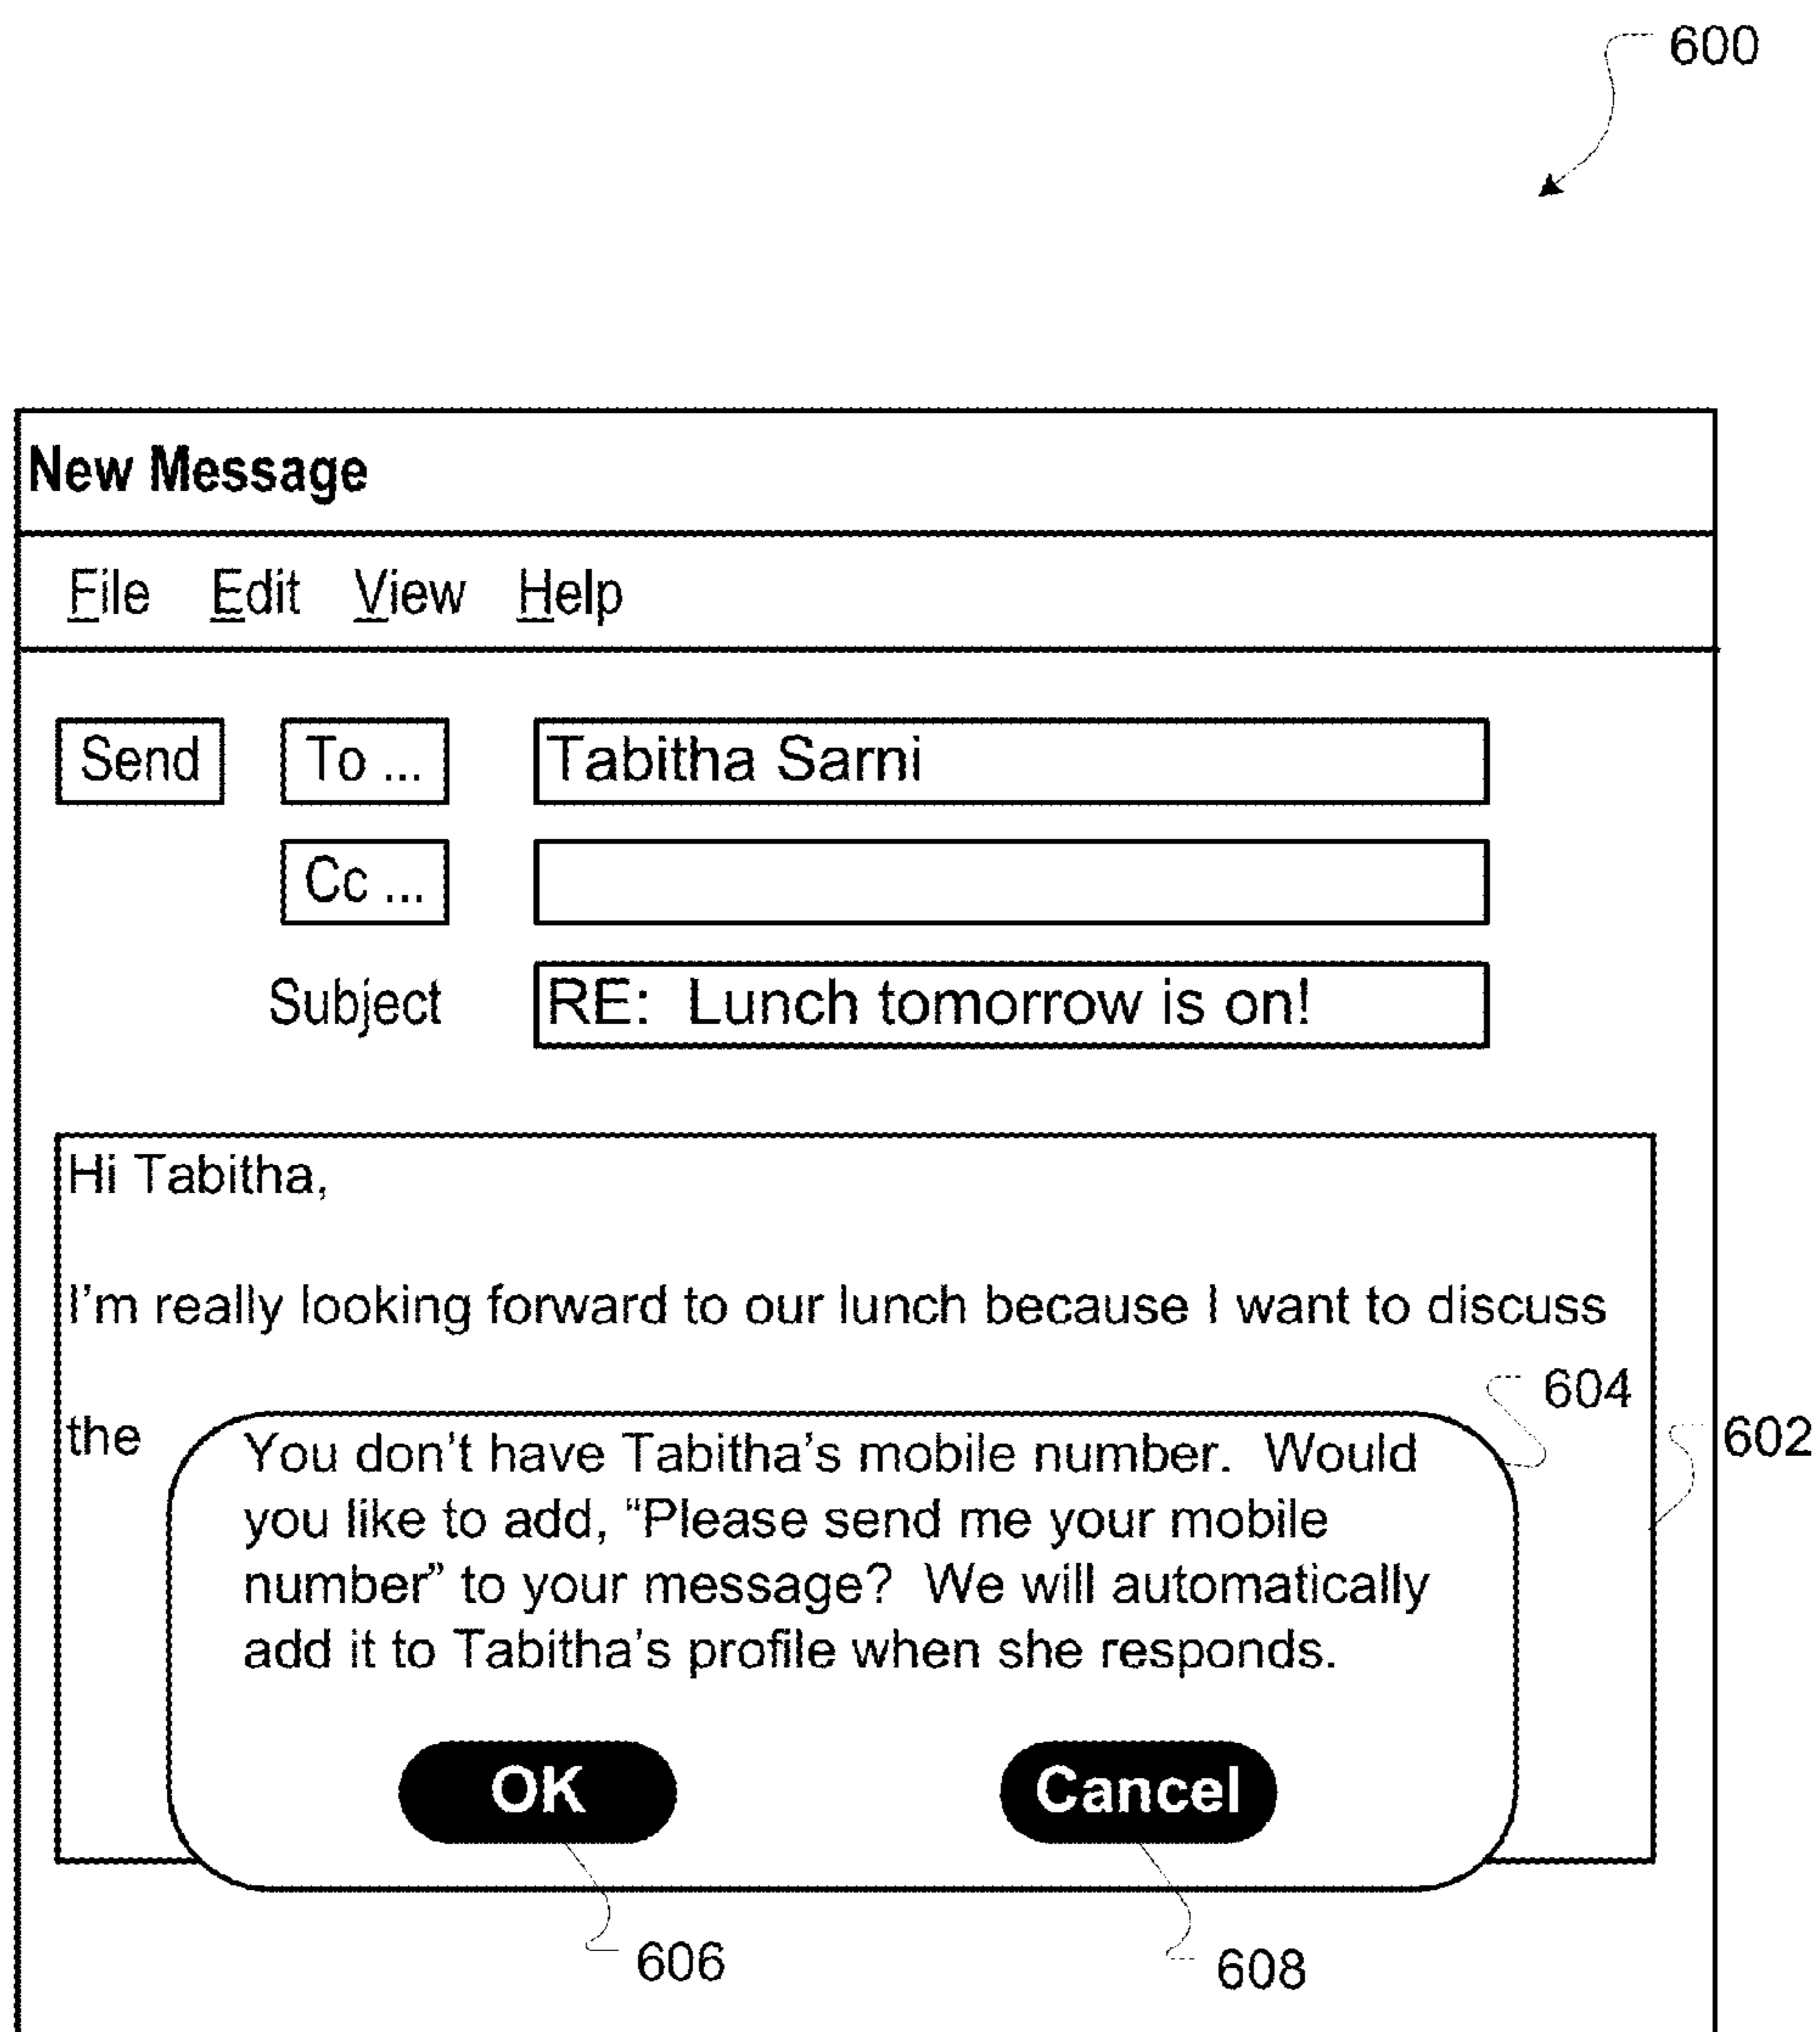 600
New Message
File Edit View Help
Send To ... Tabitha Sarni
Cc ...
Subject RE: Lunch tomorrow is on!
Hi Tabitha,
I'm really looking forward to our lunch because I want to discuss
604
the
602
You don't have Tabitha's mobile number. Would
you like to add, “Please send me your mobile
number” to your message? We will automatically
add it to Tabitha's profile when she responds.
OK Cancel
606 608